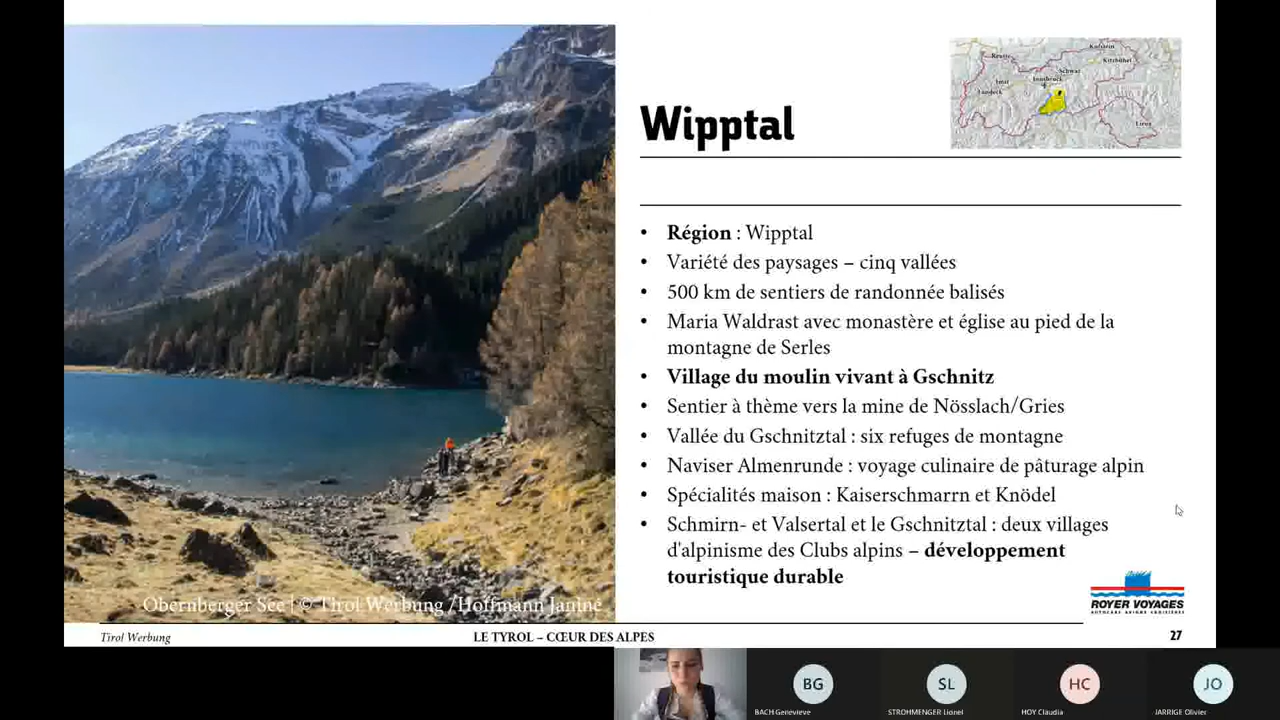 Wipptal
Reutte
Kufstein
Kitzbühel
Schwaz
Innsbruck
Imst
Landeck
Lienz
• Région : Wipptal
• Variété des paysages – cinq vallées
• 500 km de sentiers de randonnée balisés
• Maria Waldrast avec monastère et église au pied de la
montagne de Serles
• Village du moulin vivant à Gschnitz
• Sentier à thème vers la mine de Nösslach/Gries
• Vallée du Gschnitztal : six refuges de montagne
• Naviser Almenrunde : voyage culinaire de pâturage alpin
• Spécialités maison : Kaiserschmarrn et Knödel
• Schmirn- et Valsertal et le Gschnitztal : deux villages
d'alpinisme des Clubs alpins – développement
touristique durable
Obernberger See | © Tirol Werbung /Hoffmann Janine
ROYER VOYAGES
AUTOCARS AVIONS CROISIÈRES
Tirol Werbung
LE TYROL – CŒUR DES ALPES
27
BG
SL
HC
JO
BACH Genevieve
STROHMENGER Lionel
HOY Claudia
JARRIGE Olivier